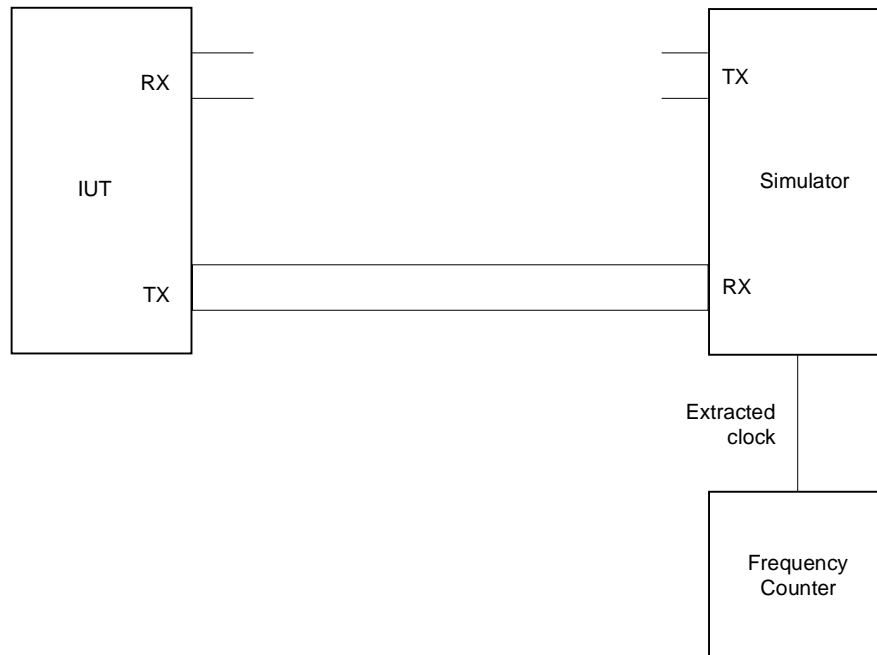 RX
TX
IUT
Simulator
TX
RX
Extracted
clock
Frequency
Counter